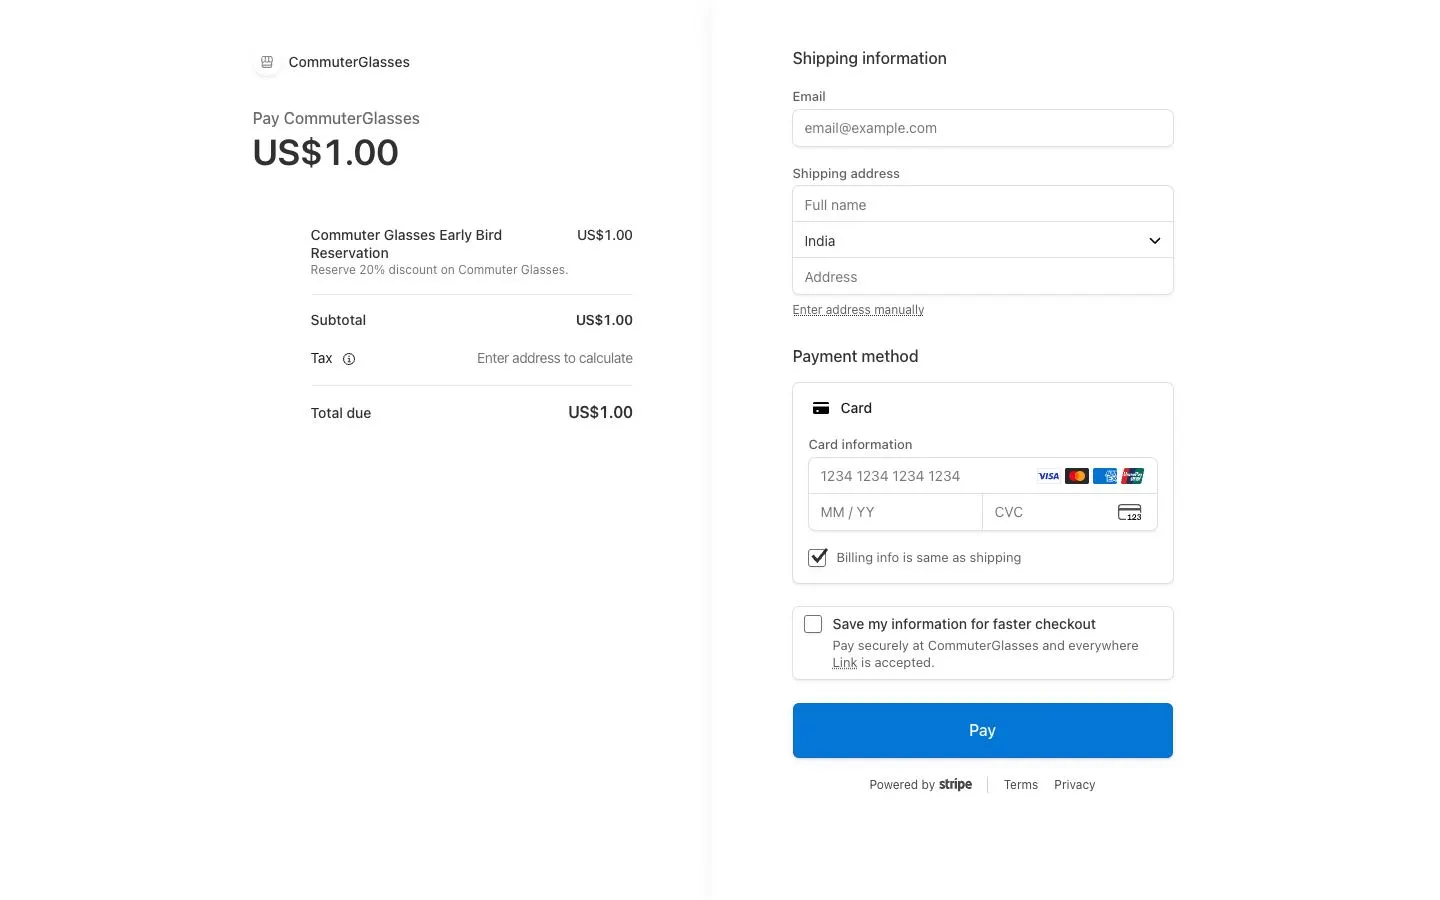 CommuterGlasses
Pay CommuterGlasses
US$1.00
Commuter Glasses Early Bird
Reservation
US$1.00
Reserve 20% discount on Commuter Glasses.
Subtotal
US$1.00
Tax
Enter address to calculate
Total due
US$1.00
Shipping information
Email
email@example.com
Shipping address
Full name
India
Address
Enter address manually
Payment method
Card
Card information
1234 1234 1234 1234
VISA
MM / YY
CVC
123
Billing info is same as shipping
Save my information for faster checkout
Pay securely at CommuterGlasses and everywhere
Link is accepted.
Pay
Powered by stripe
Terms
Privacy